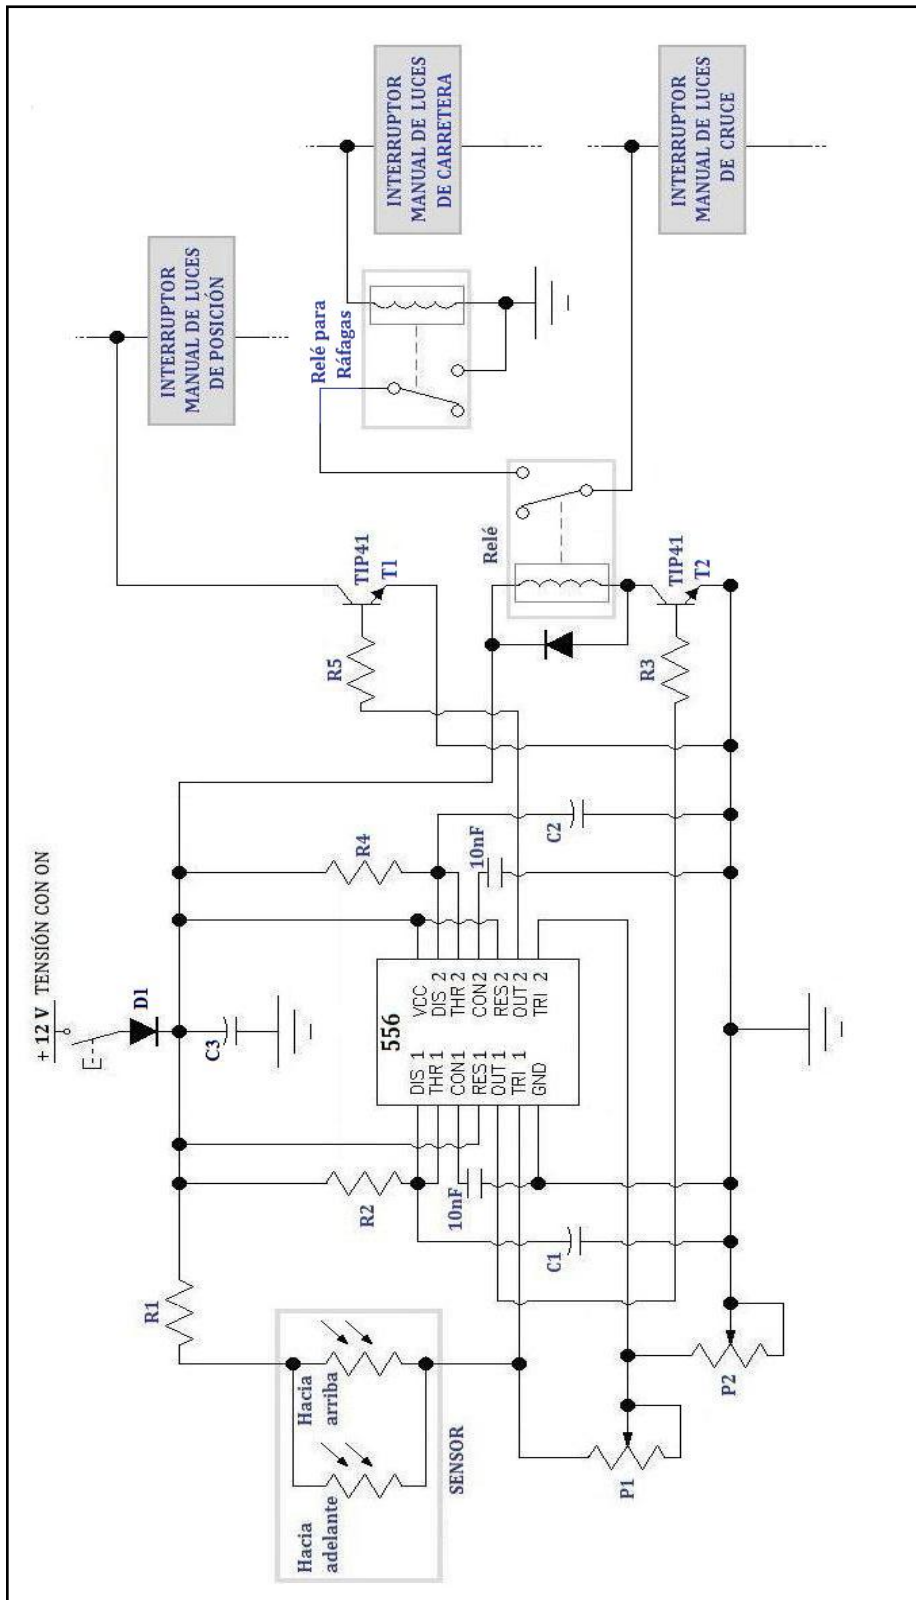 INTERRUPTOR
MANUAL DE LUCES
DE POSICIÓN
INTERRUPTOR
MANUAL DE LUCES
DE CARRETERA
INTERRUPTOR
MANUAL DE LUCES
DE CRUCE
Relé para
Ráfagas
Relé
TIP41
T1
R5
TIP41
T2
R3
+ 12 V TENSIÓN CON ON
D1
C3
R4
C2
10nF
556
VCC
DIS 2
THR 2
CON2
RES 2
OUT 2
TRI 2
DIS 1
THR 1
CON1
RES 1
OUT 1
TRI 1
GND
R2
10nF
C1
R1
Hacia
arriba
Hacia
adelante
SENSOR
P1
P2